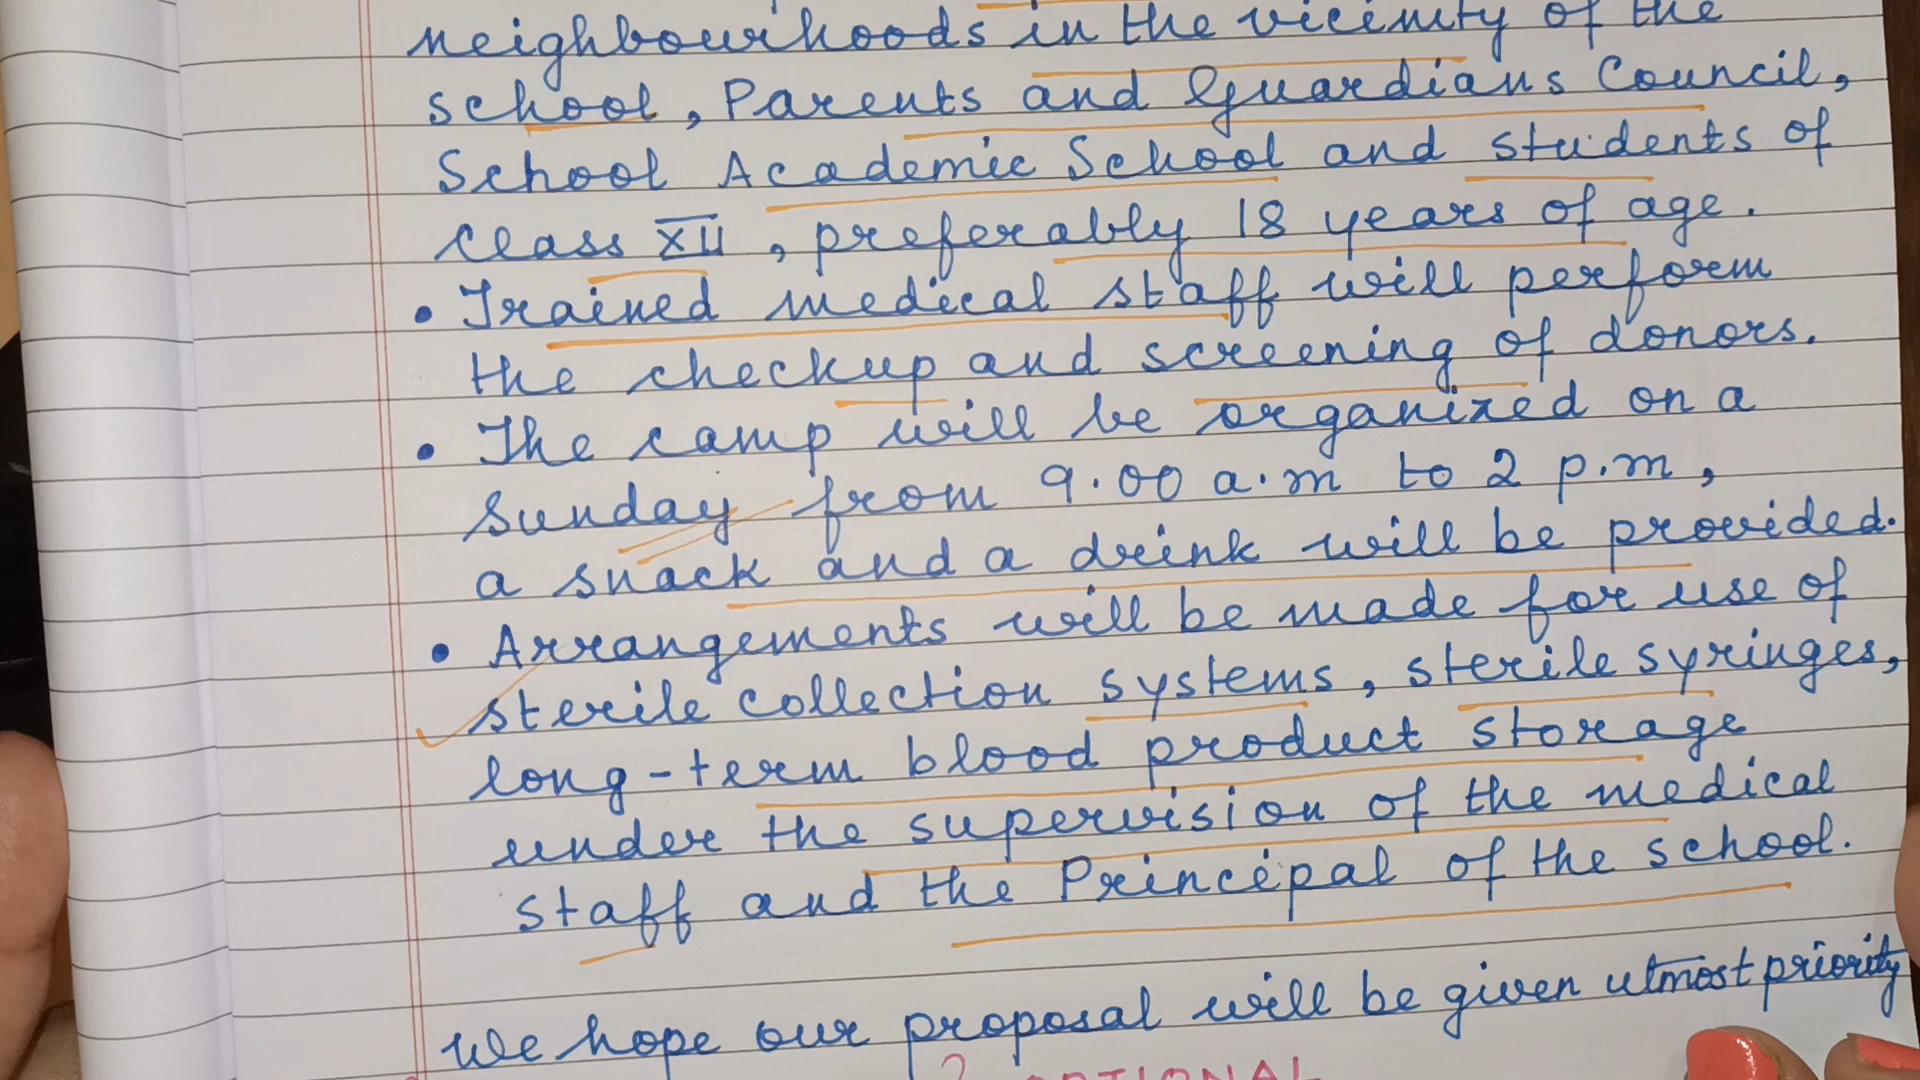 neighbourhoods in the vicinity of the
school, Parents and Guardians Council,
School Academic School and students of
class XII, preferably 18 years of age.
• Trained medical staff will perform
the checkup and screening of donors.
• The camp will be organized on a
Sunday from 9.00 a.m to 2 p.m,
a snack and a drink will be provided.
• Arrangements will be made for use of
sterile collection systems, sterile syringes,
long-term blood product storage
under the supervision of the medical
staff and the Principal of the school.
We hope our proposal will be given utmost priority
OPTIONAL